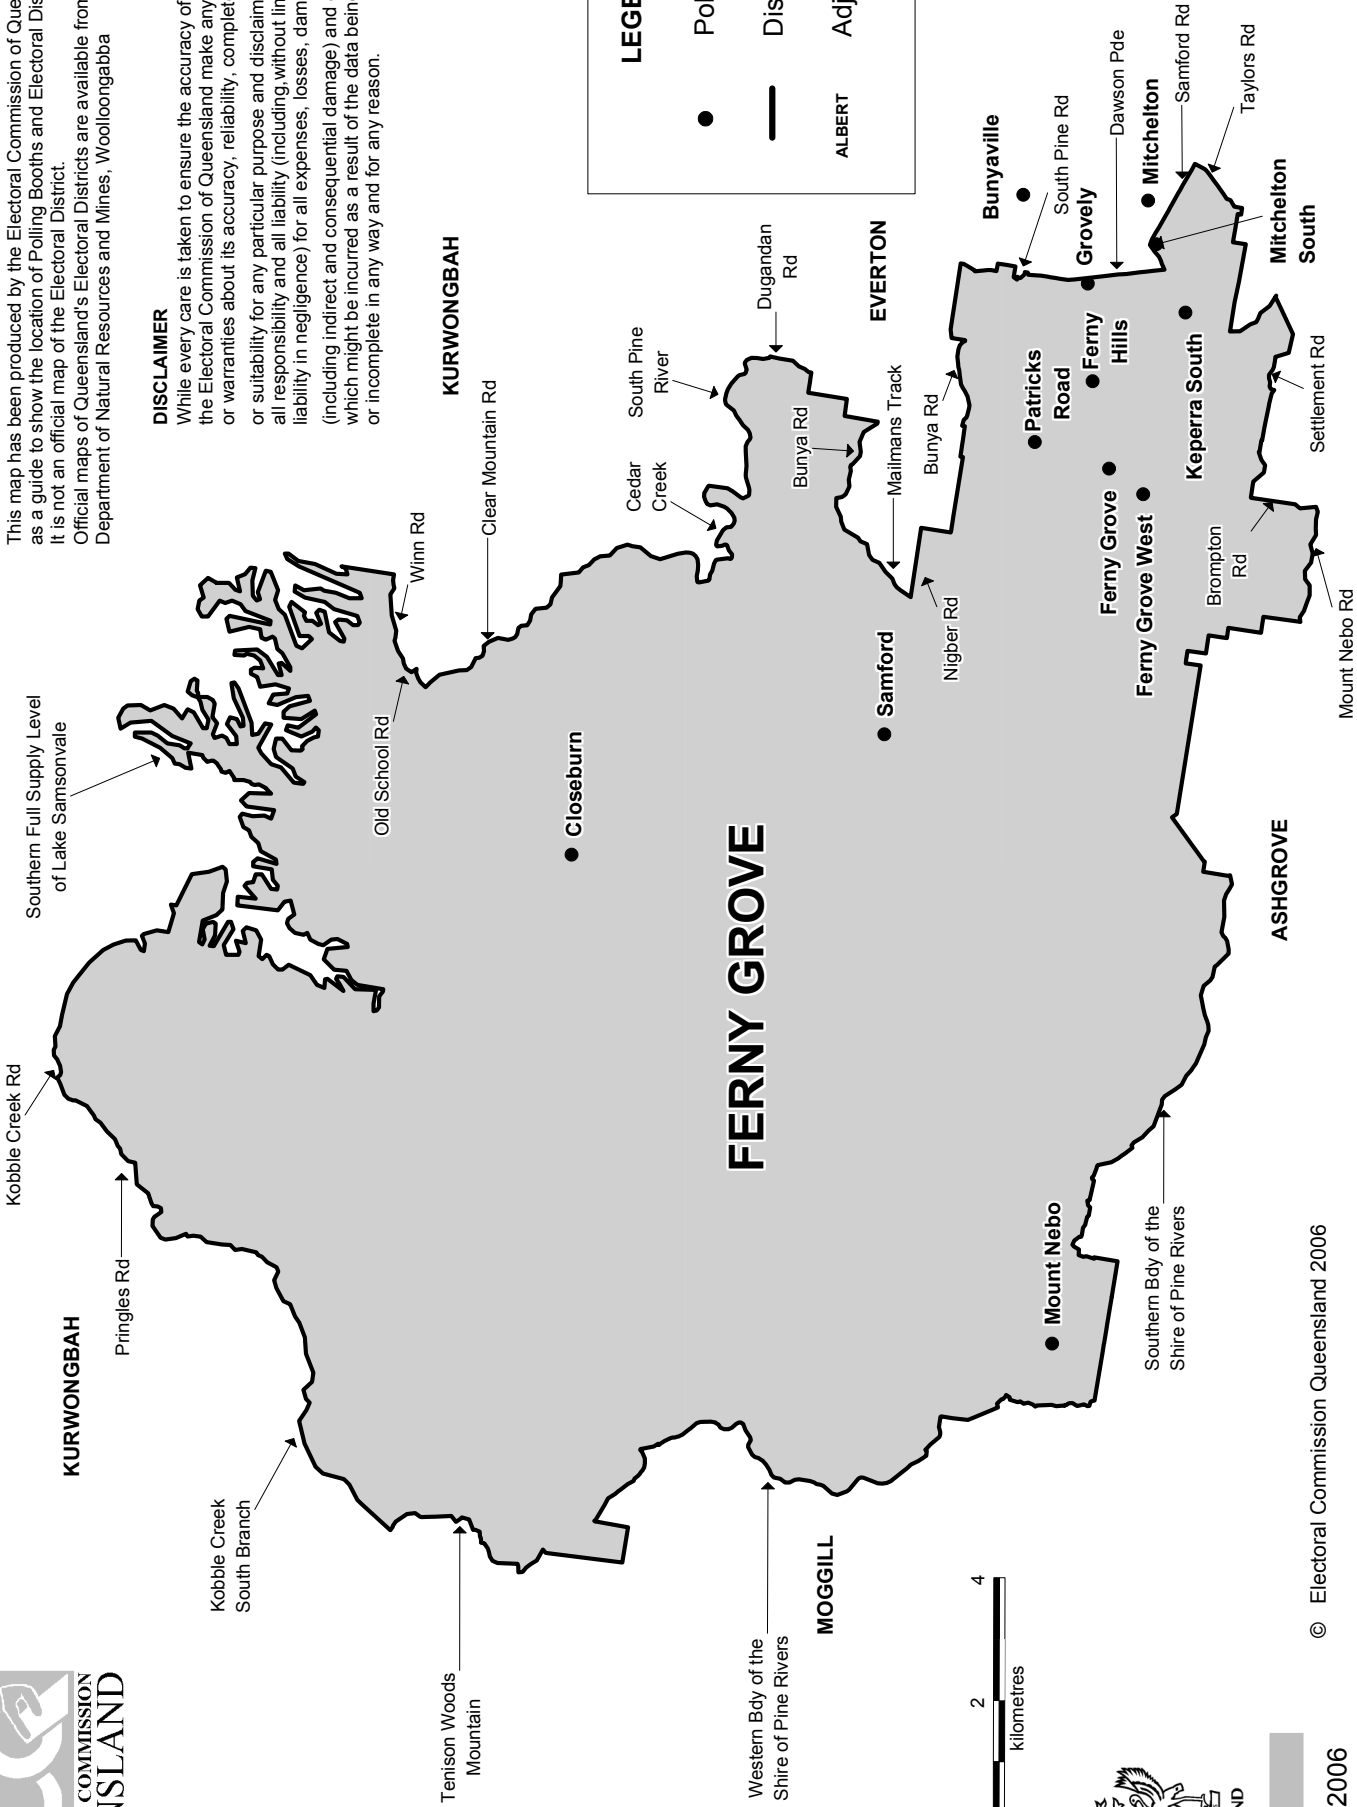 COMMISSION
This map has been produced by the Electoral Commission of
as a guide to show the location of Polling Booths and Electoral
It is not an official map of the Electoral District.
Official maps of Queensland's Electoral Districts are available from
Department of Natural Resources and Mines, Woolloongabba
DISCLAIMER
While every care is taken to ensure the accuracy of
the Electoral Commission of Queensland make any
or warranties about its accuracy, reliability,
or suitability for any particular purpose and
all responsibility and all liability (including,without
liability in negligence) for all expenses, losses,
(including indirect and consequential damage) and
which might be incurred as a result of the data
or incomplete in any way and for any reason.
ALBERT
KURWONGBAH
Kobble Creek Rd
Pringles Rd
Kobble Creek
South Branch
Tenison Woods
Mountain
Western Bdy of the
Shire of Pine Rivers
MOGGILL
Southern Full Supply Level
of Lake Samsonvale
Old School Rd
Winn Rd
Clear Mountain Rd
KURWONGBAH
Closeburn
Cedar
Creek
South Pine
River
Dugandan
Rd
Bunya Rd
EVERTON
Mailmans Track
Bunya Rd
Nigber Rd
Samford
FERNY GROVE
Mount Nebo
Bunyaville
South Pine Rd
Grovely
Dawson Pde
Mitchelton
Samford Rd
Taylors Rd
Mitchelton
South
Patricks
Road
Ferny
Hills
Keperra South
Ferny Grove
Ferny Grove West
Settlement Rd
Brompton
Rd
Mount Nebo Rd
ASHGROVE
Southern Bdy of the
Shire of Pine Rivers
2
4
kilometres
© Electoral Commission Queensland 2006
2006